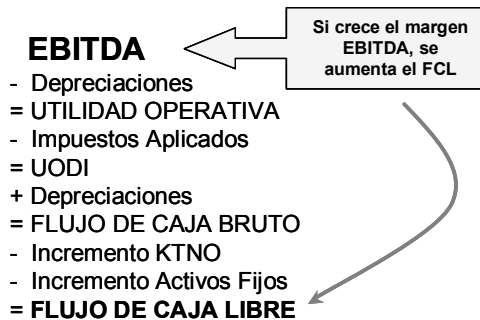 Si crece el margen
EBITDA, se
aumenta el FCL
EBITDA
- Depreciaciones
= UTILIDAD OPERATIVA
- Impuestos Aplicados
= UODI
+ Depreciaciones
= FLUJO DE CAJA BRUTO
- Incremento KTNO
- Incremento Activos Fijos
= FLUJO DE CAJA LIBRE